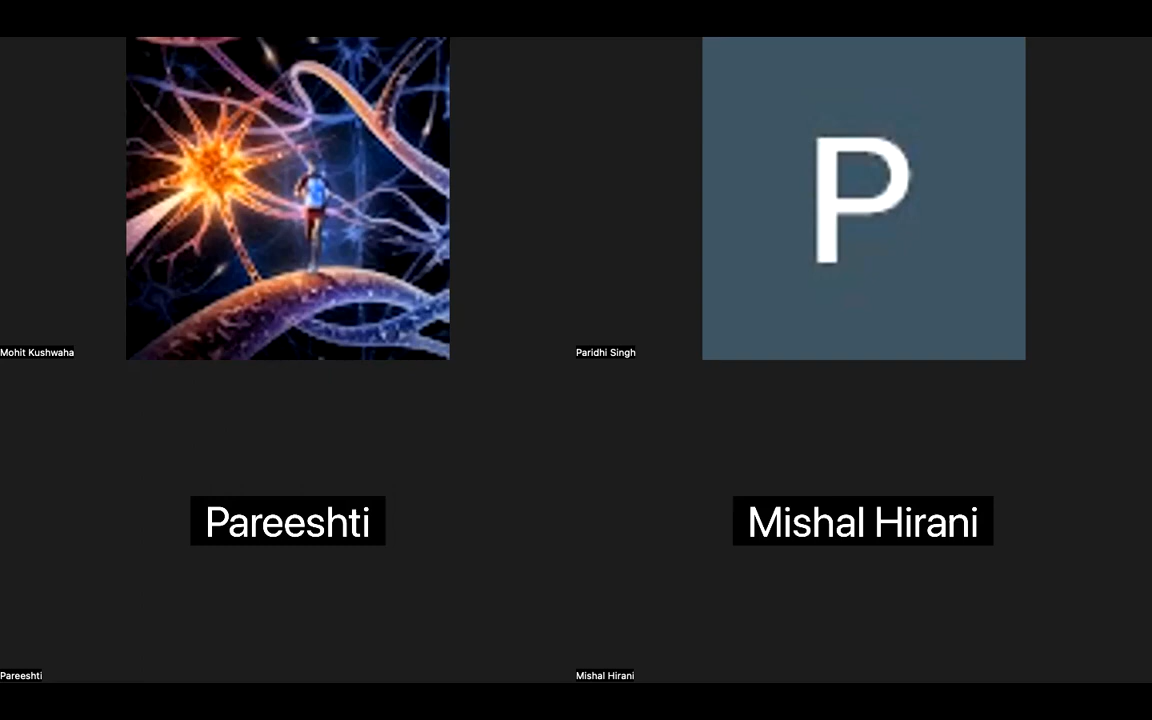 P
Mohit Kushwaha
Paridhi Singh
Pareeshti
Mishal Hirani
Pareeshti
Mishal Hirani